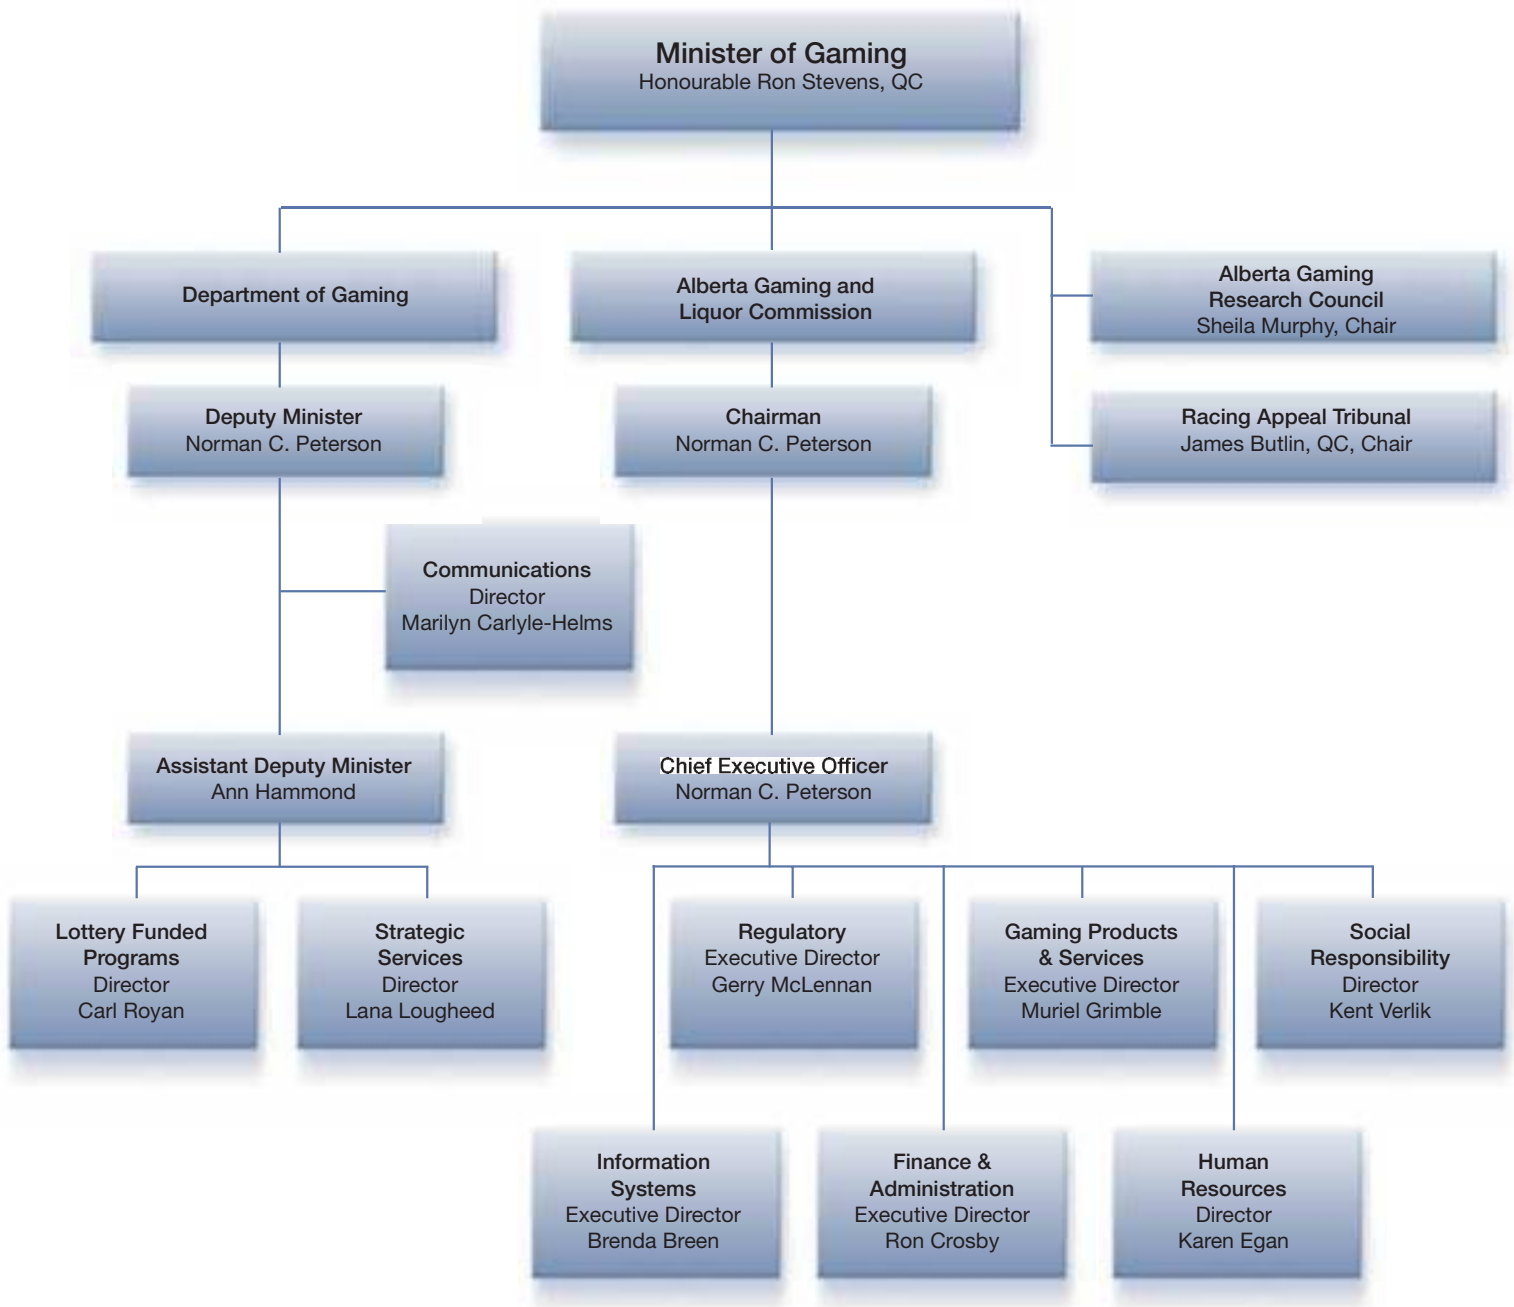 Minister of Gaming
Honourable Ron Stevens, QC
Department of Gaming
Alberta Gaming and
Liquor Commission
Alberta Gaming
Research Council
Sheila Murphy, Chair
Deputy Minister
Norman C. Peterson
Chairman
Norman C. Peterson
Racing Appeal Tribunal
James Butlin, QC, Chair
Communications
Director
Marilyn Carlyle-Helms
Assistant Deputy Minister
Ann Hammond
Chief Executive Officer
Norman C. Peterson
Lottery Funded
Programs
Director
Carl Royan
Strategic
Services
Director
Lana Lougheed
Regulatory
Executive Director
Gerry McLennan
Gaming Products
& Services
Executive Director
Muriel Grimble
Social
Responsibility
Director
Kent Verlik
Information
Systems
Executive Director
Brenda Breen
Finance &
Administration
Executive Director
Ron Crosby
Human
Resources
Director
Karen Egan